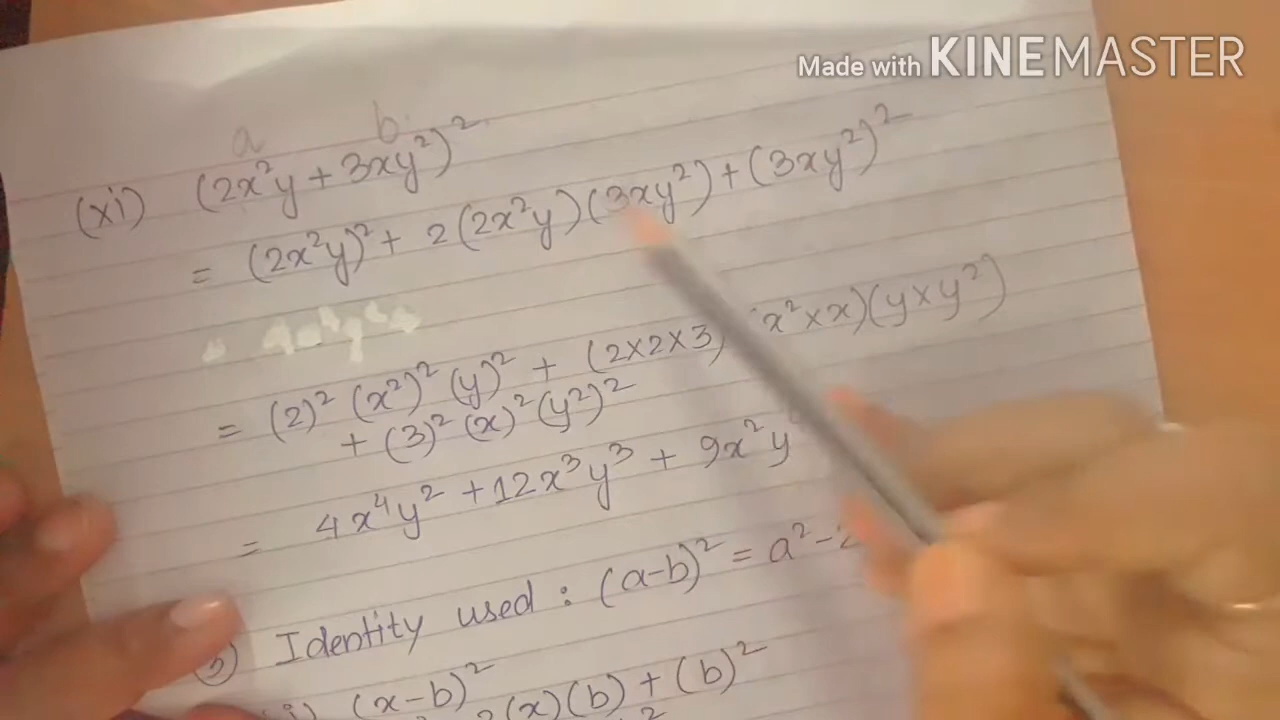 Made with KINEMASTER
a b
(xi) (2x²y + 3xy²)²
= (2x²y)² + 2(2x²y)(3xy²) + (3xy²)²
= (2)² (x²)² (y)² + (2×2×3) x²×x)(y×y²)
+ (3)² (x)² (y²)²
= 4x⁴y² + 12x³y³ + 9x²y
3) Identity used : (a-b)² = a² -
(x-b)²
2(x)(b) + (b)²